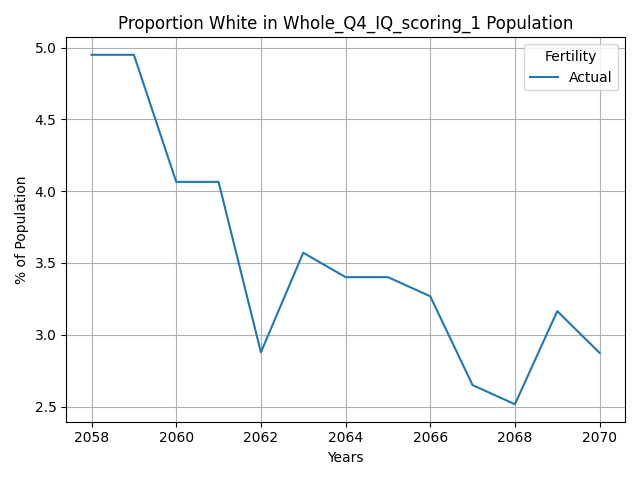 Proportion White in Whole_Q4_IQ_scoring_1 Population
Fertility
Actual
% of Population
5.0
4.5
4.0
3.5
3.0
2.5
2058 2060 2062 2064 2066 2068 2070
Years